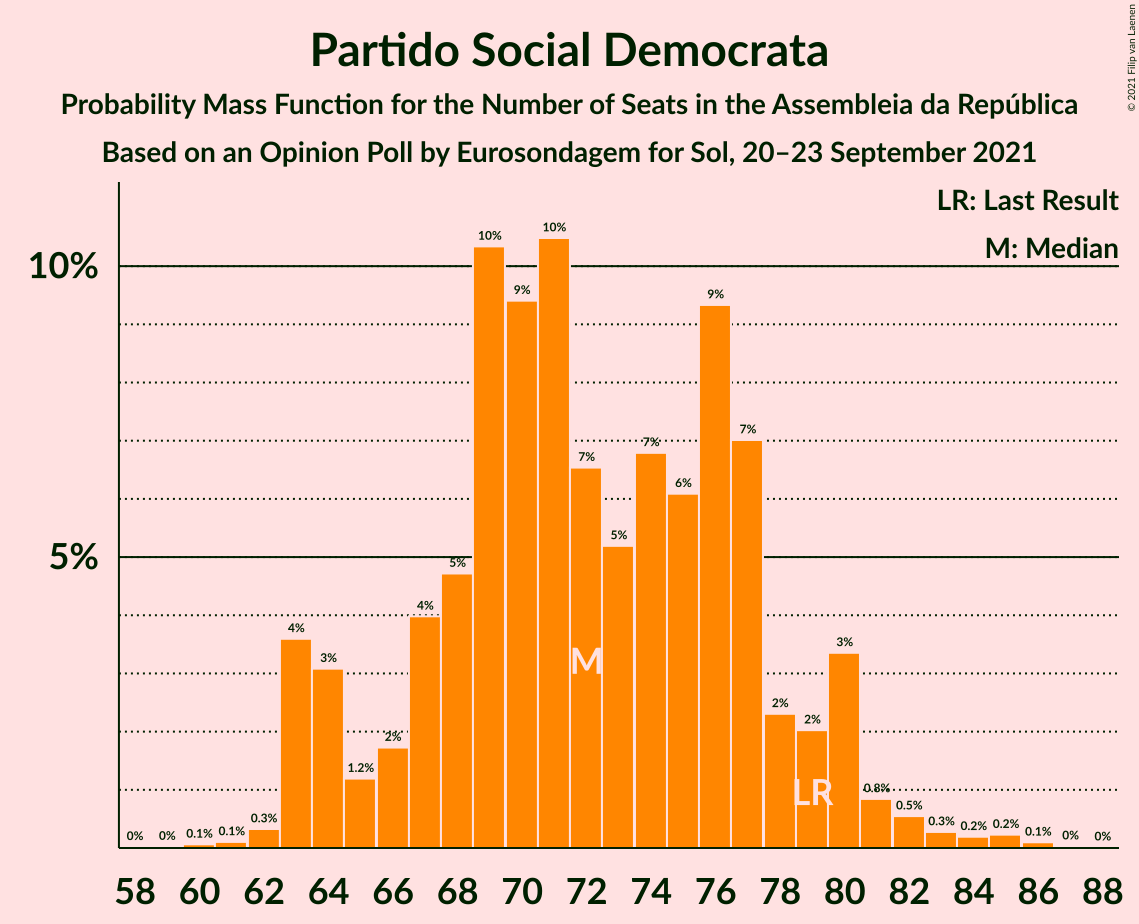 Partido Social Democrata
Probability Mass Function for the Number of Seats in the Assembleia da República
Based on an Opinion Poll by Eurosondagem for Sol, 20–23 September 2021
© 2021 Filip van Laenen
LR: Last Result
M: Median
10%
5%
0% 0% 0.1% 0.1% 0.3% 4% 3% 1.2% 2% 4% 5% 10% 9% 10% 7% 5% 7% 6% 9% 7% 2% 2% 3% 0.8% 0.5% 0.3% 0.2% 0.2% 0.1% 0% 0%
M
LR
58 60 62 64 66 68 70 72 74 76 78 80 82 84 86 88